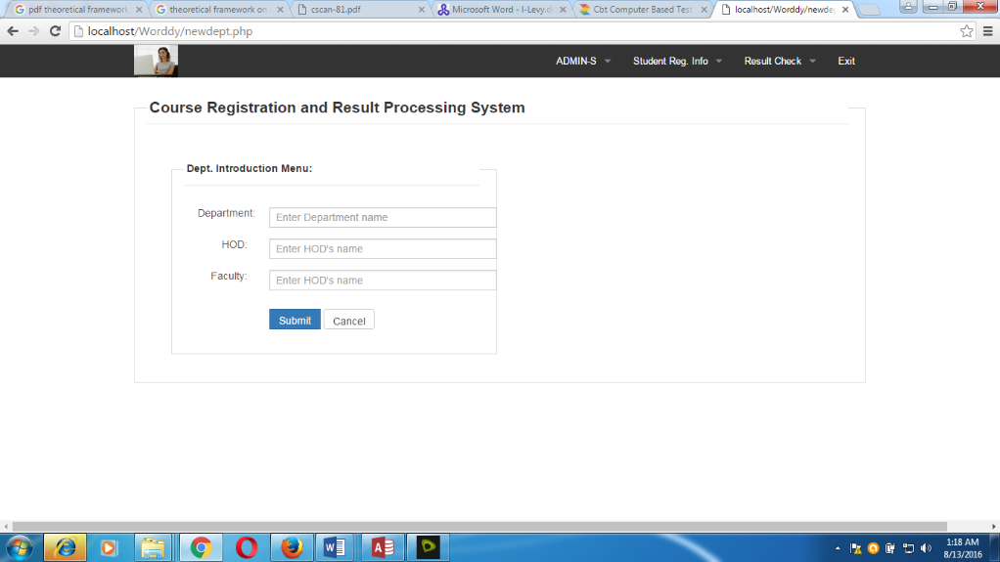 pdf theoretical framework
theoretical framework on
cscan-81.pdf
Microsoft Word - I-Levy.d
Cbt Computer Based Test
localhost/Worddy/newde
localhost/Worddy/newdept.php
ADMIN-S Student Reg. Info Result Check Exit
Course Registration and Result Processing System
Dept. Introduction Menu:
Department: Enter Department name
HOD: Enter HOD's name
Faculty: Enter HOD's name
Submit Cancel
1:18 AM
8/13/2016